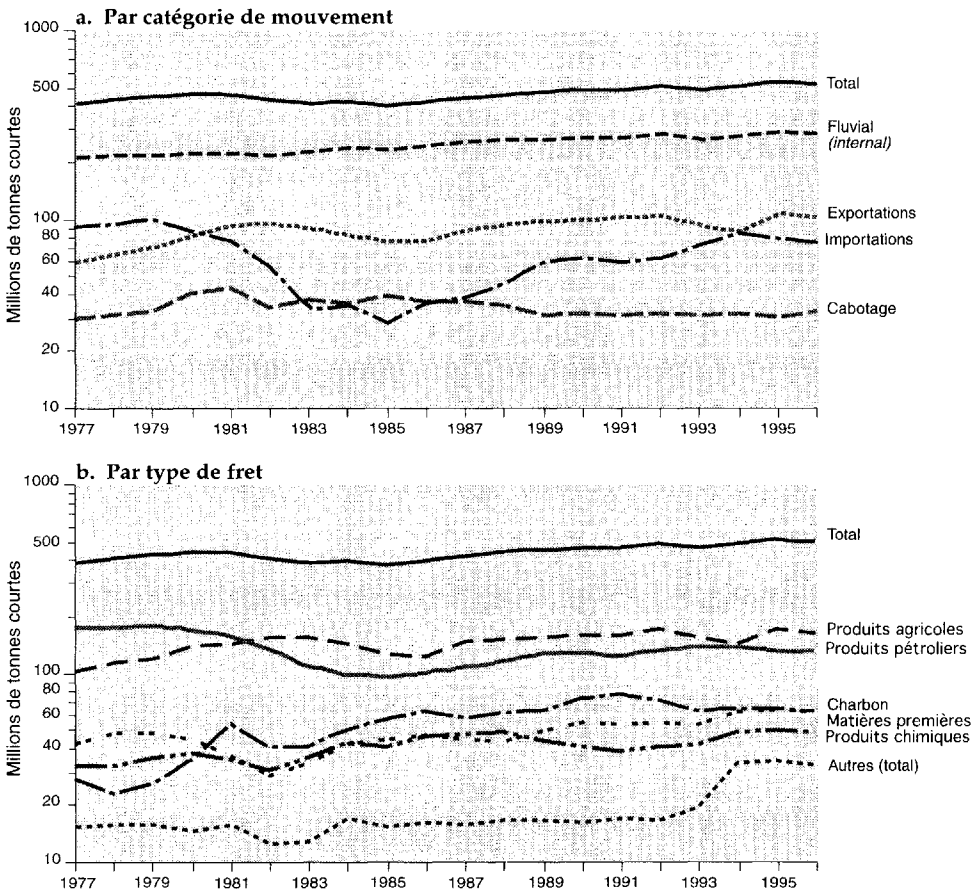 a. Par catégorie de mouvement
Millions de tonnes courtes
1000
500
100
80
60
40
20
10
Total
Fluvial
(internal)
Exportations
Importations
Cabotage
1977 1979 1981 1983 1985 1987 1989 1991 1993 1995
b. Par type de fret
Millions de tonnes courtes
1000
500
100
80
60
40
20
10
Total
Produits agricoles
Produits pétroliers
Charbon
Matières premières
Produits chimiques
Autres (total)
1977 1979 1981 1983 1985 1987 1989 1991 1993 1995